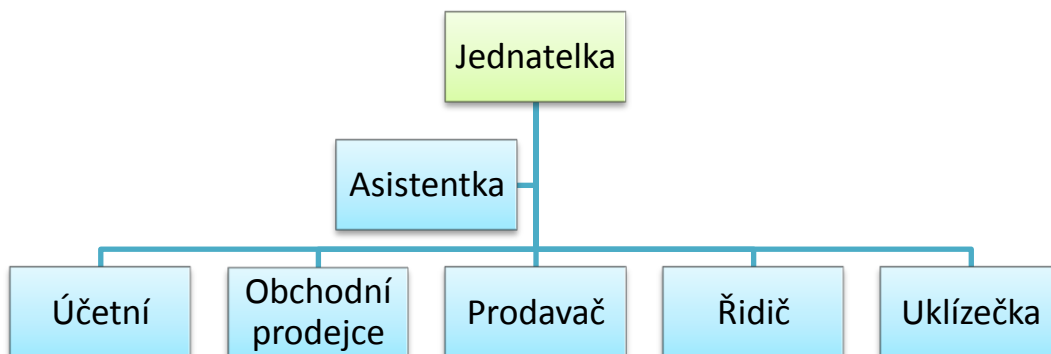 Jednatelka
Asistentka
Účetní
Obchodní
prodejce
Prodavač
Řidič
Uklízečka